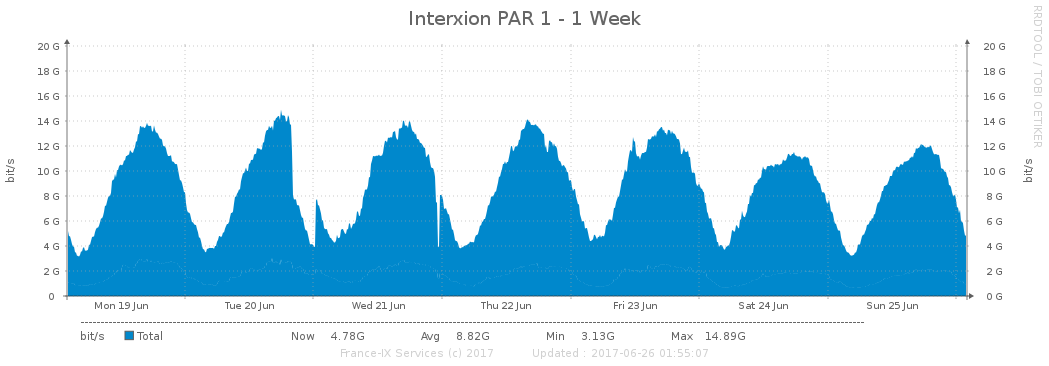 Interxion PAR 1 - 1 Week
RRDTOOL / TOBI OETIKER
20 G 20 G
18 G 18 G
16 G 16 G
14 G 14 G
12 G 12 G
10 G 10 G
8 G 8 G
6 G 6 G
4 G 4 G
2 G 2 G
0 0 G
bit/s
bit/s
Mon 19 Jun Tue 20 Jun Wed 21 Jun Thu 22 Jun Fri 23 Jun Sat 24 Jun Sun 25 Jun
bit/s Total Now 4.78G Avg 8.82G Min 3.13G Max 14.89G
France-IX Services (c) 2017 Updated : 2017-06-26 01:55:07